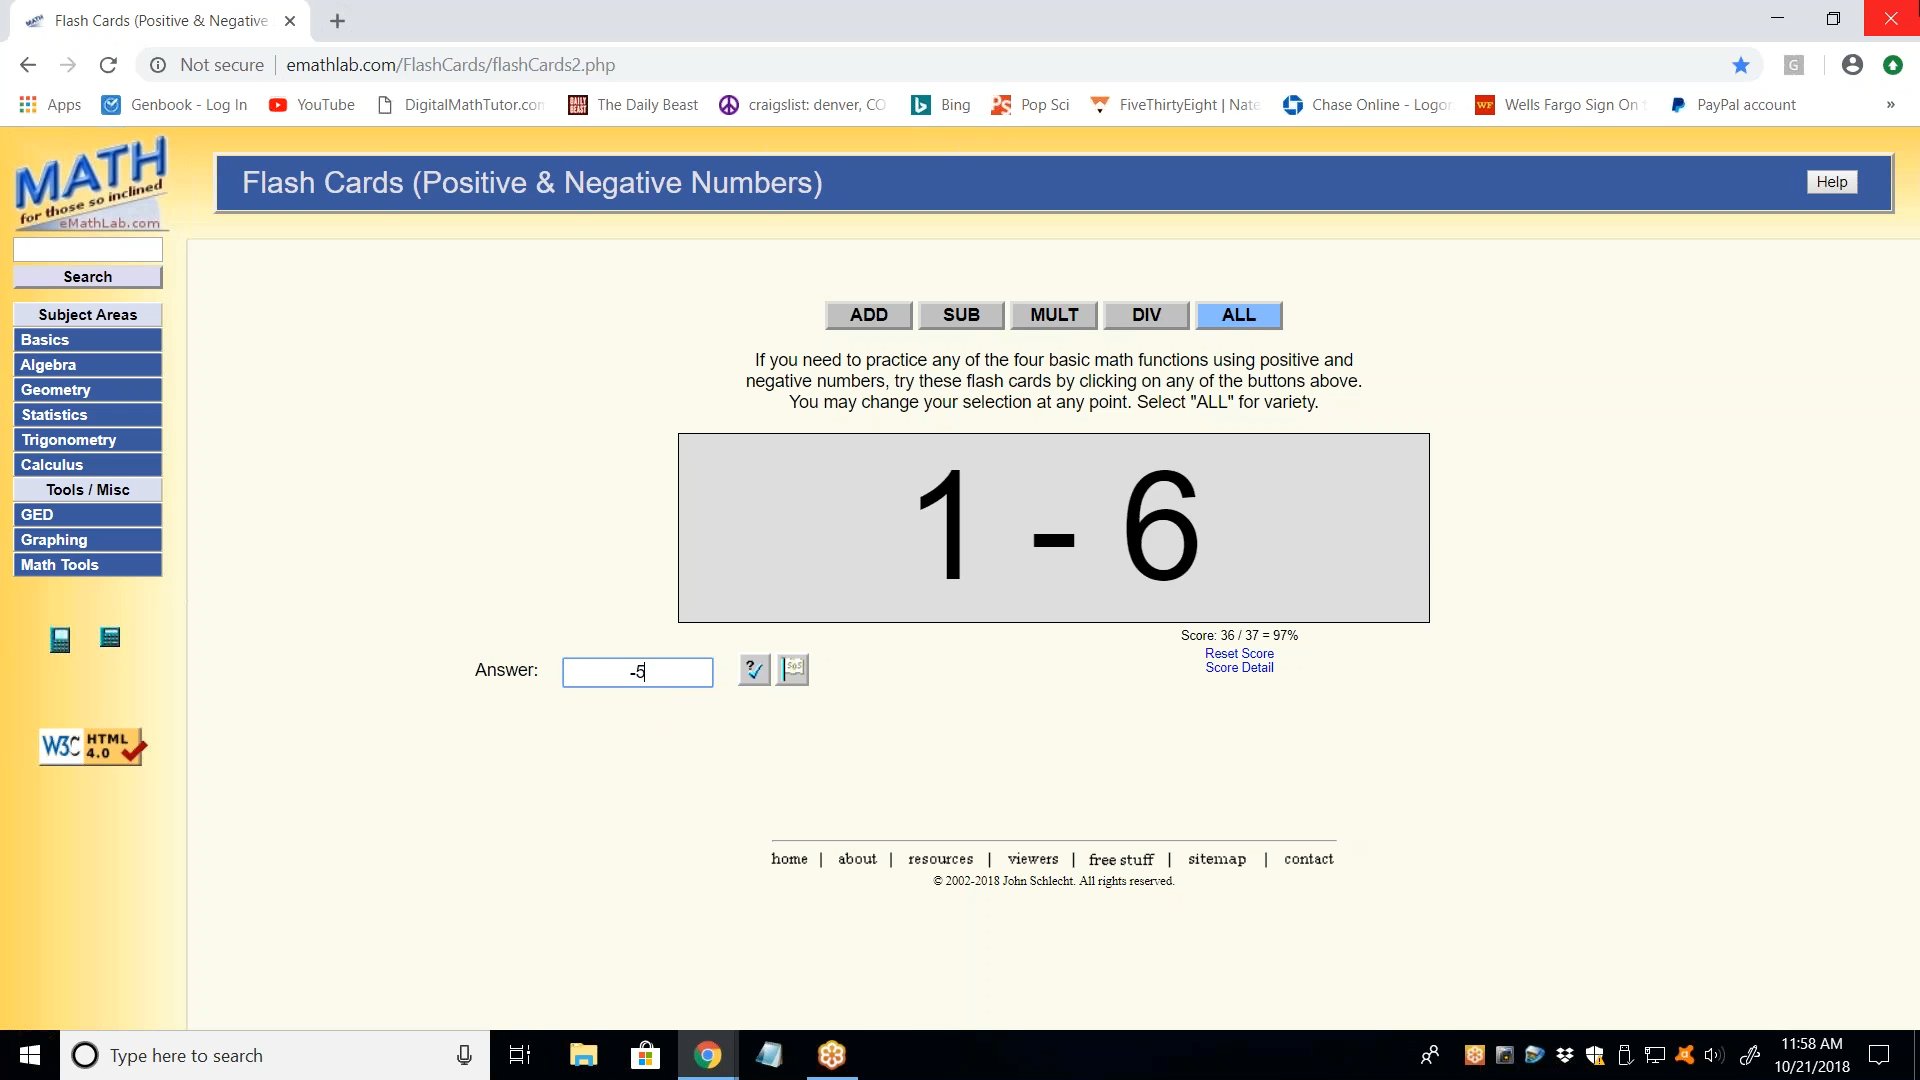 Flash Cards (Positive & Negative
Not secure
emathlab.com/FlashCards/flashCards2.php
G
Apps
Genbook - Log In
YouTube
DigitalMathTutor.con
DAILY BEAST
The Daily Beast
craigslist: denver, CO
Bing
PS
Pop Sci
FiveThirtyEight | Nate
Chase Online - Logon
WF
Wells Fargo Sign On t
PayPal account
»
MATH
for those so inclined
eMathLab.com
Flash Cards (Positive & Negative Numbers)
Help
Search
Subject Areas
Basics
Algebra
Geometry
Statistics
Trigonometry
Calculus
Tools / Misc
GED
Graphing
Math Tools
W3C HTML 4.0
ADD
SUB
MULT
DIV
ALL
If you need to practice any of the four basic math functions using positive and
negative numbers, try these flash cards by clicking on any of the buttons above.
You may change your selection at any point. Select "ALL" for variety.
1 - 6
Score: 36 / 37 = 97%
Reset Score
Score Detail
Answer:
-5
?
SOS
home | about | resources | viewers | free stuff | sitemap | contact
© 2002-2018 John Schlecht. All rights reserved.
Type here to search
11:58 AM
10/21/2018